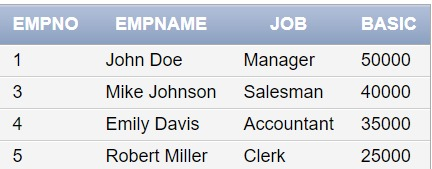 EMPNO EMPNAME JOB BASIC
1 John Doe Manager 50000
3 Mike Johnson Salesman 40000
4 Emily Davis Accountant 35000
5 Robert Miller Clerk 25000